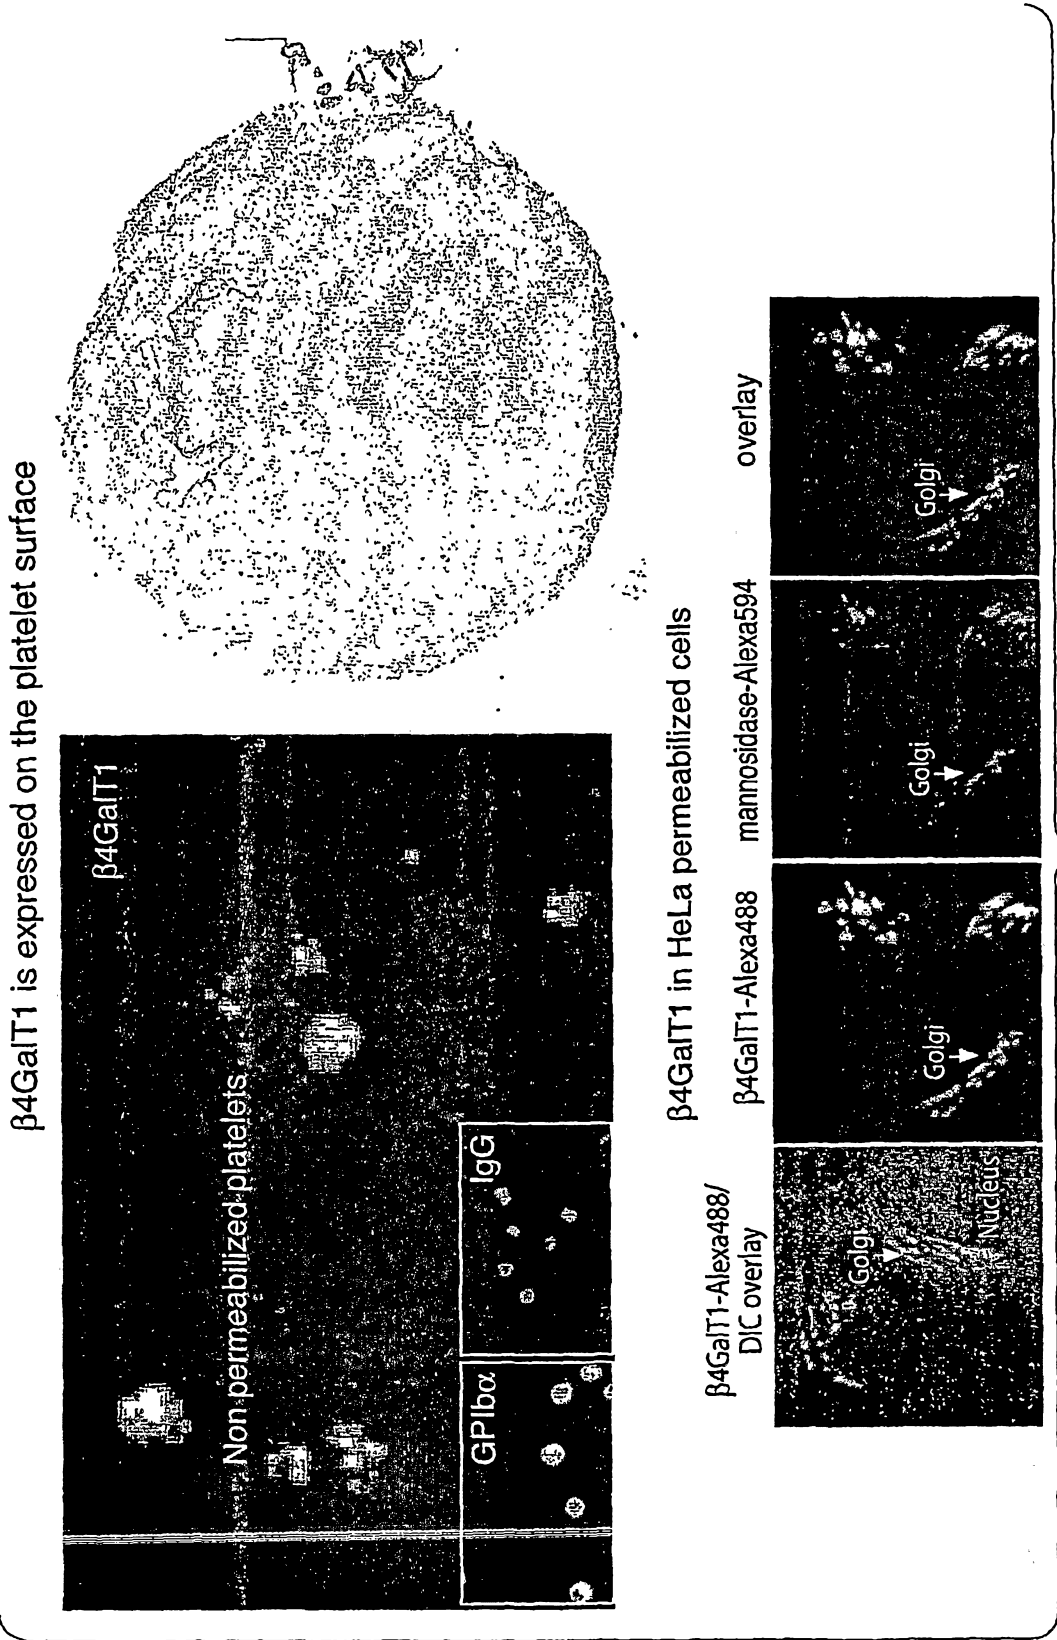 β4GalT1 is expressed on the platelet surface
β4GalT1
Non permeabilized platelets
GPIbα
IgG
β4GalT1 in HeLa permeabilized cells
β4GalT1-Alexa488/
DIC overlay
β4GalT1-Alexa488
mannosidase-Alexa594
overlay
Golgi
Nucleus
Golgi
Golgi
Golgi